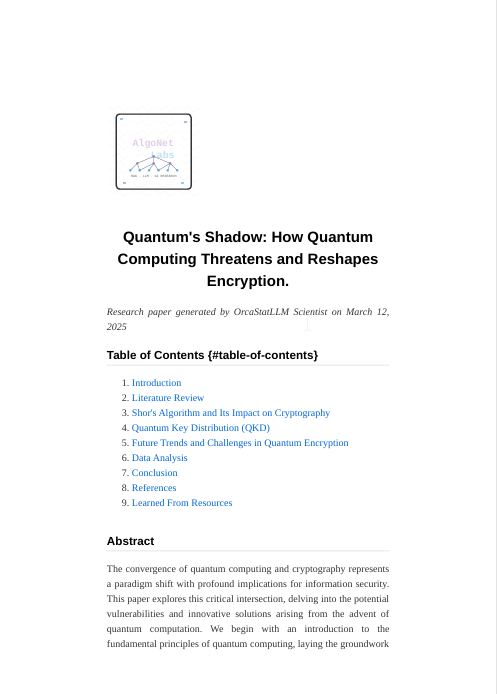 AlgoNet
Labs
Quantum's Shadow: How Quantum
Computing Threatens and Reshapes
Encryption.
Research paper generated by OrcaStatLLM Scientist on March 12,
2025
Table of Contents {#table-of-contents}
1. Introduction
2. Literature Review
3. Shor's Algorithm and Its Impact on Cryptography
4. Quantum Key Distribution (QKD)
5. Future Trends and Challenges in Quantum Encryption
6. Data Analysis
7. Conclusion
8. References
9. Learned From Resources
Abstract
The convergence of quantum computing and cryptography represents
a paradigm shift with profound implications for information security.
This paper explores this critical intersection, delving into the potential
vulnerabilities and innovative solutions arising from the advent of
quantum computation. We begin with an introduction to the
fundamental principles of quantum computing, laying the groundwork